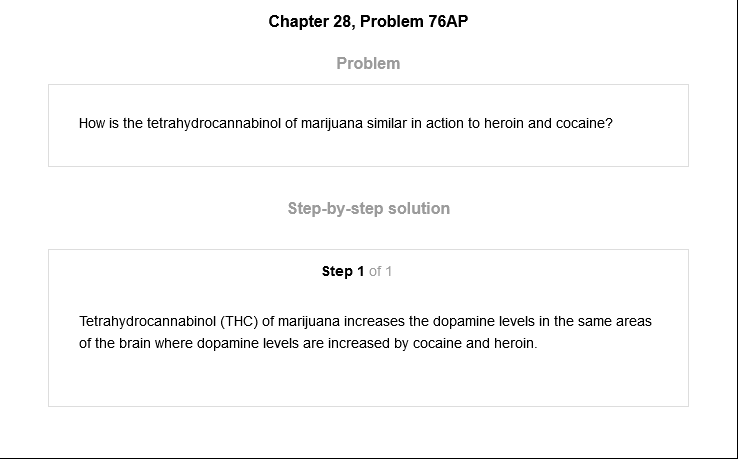 Chapter 28, Problem 76AP
Problem
How is the tetrahydrocannabinol of marijuana similar in action to heroin and cocaine?
Step-by-step solution
Step 1 of 1
Tetrahydrocannabinol (THC) of marijuana increases the dopamine levels in the same areas
of the brain where dopamine levels are increased by cocaine and heroin.